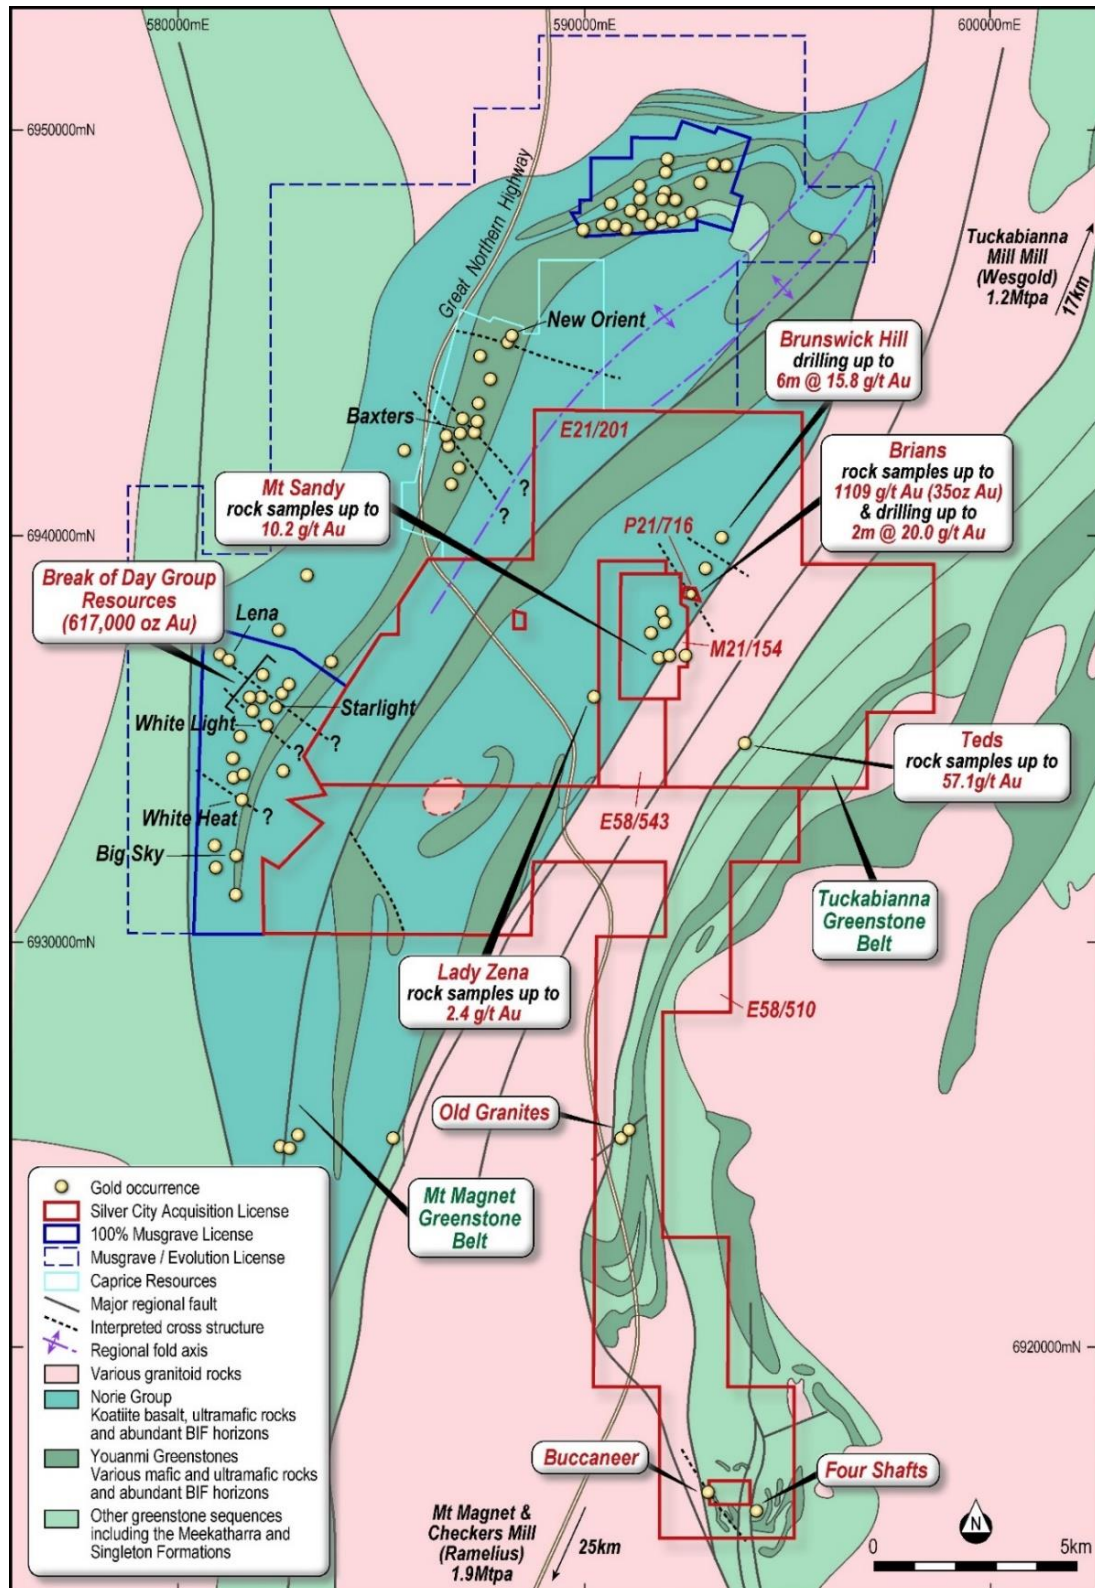 580000mE
590000mE
600000mE
6950000mN
Great Northern Highway
Tuckabianna
Mill Mill
(Wesgold)
1.2Mtpa
17km
New Orient
Brunswick Hill
drilling up to
6m @ 15.8 g/t Au
Baxters
E21/201
Mt Sandy
rock samples up to
10.2 g/t Au
?
?
Brians
rock samples up to
1109 g/t Au (35oz Au)
& drilling up to
2m @ 20.0 g/t Au
6940000mN
P21/716
Break of Day Group
Resources
(617,000 oz Au)
Lena
M21/154
Starlight
White Light
?
?
Teds
rock samples up to
57.1g/t Au
White Heat
?
E58/543
Big Sky
Tuckabianna
Greenstone
Belt
6930000mN
Lady Zena
rock samples up to
2.4 g/t Au
E58/510
Old Granites
Mt Magnet
Greenstone
Belt
Gold occurrence
Silver City Acquisition License
100% Musgrave License
Musgrave / Evolution License
Caprice Resources
Major regional fault
Interpreted cross structure
Regional fold axis
Various granitoid rocks
Norie Group
Koatiite basalt, ultramafic rocks
and abundant BIF horizons
Youanmi Greenstones
Various mafic and ultramafic rocks
and abundant BIF horizons
Other greenstone sequences
including the Meekatharra and
Singleton Formations
6920000mN
Buccaneer
Four Shafts
Mt Magnet &
Checkers Mill
(Ramelius)
1.9Mtpa
25km
N
0
5km